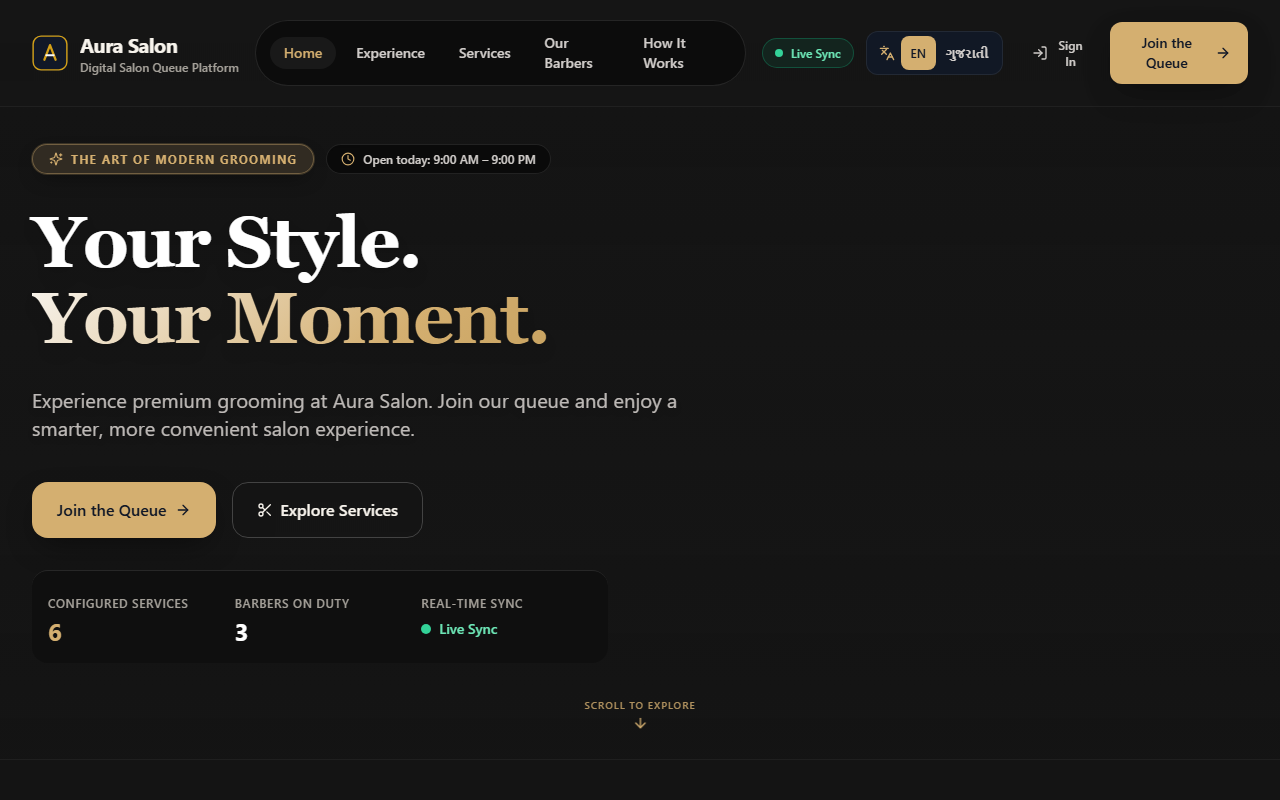 Aura Salon
Digital Salon Queue Platform
Home
Experience
Services
Our
Barbers
How It
Works
Live Sync
EN
ગુજરાતી
Sign
In
Join the
Queue
THE ART OF MODERN GROOMING
Open today: 9:00 AM – 9:00 PM
Your Style.
Your Moment.
Experience premium grooming at Aura Salon. Join our queue and enjoy a
smarter, more convenient salon experience.
Join the Queue
Explore Services
CONFIGURED SERVICES
6
BARBERS ON DUTY
3
REAL-TIME SYNC
Live Sync
SCROLL TO EXPLORE